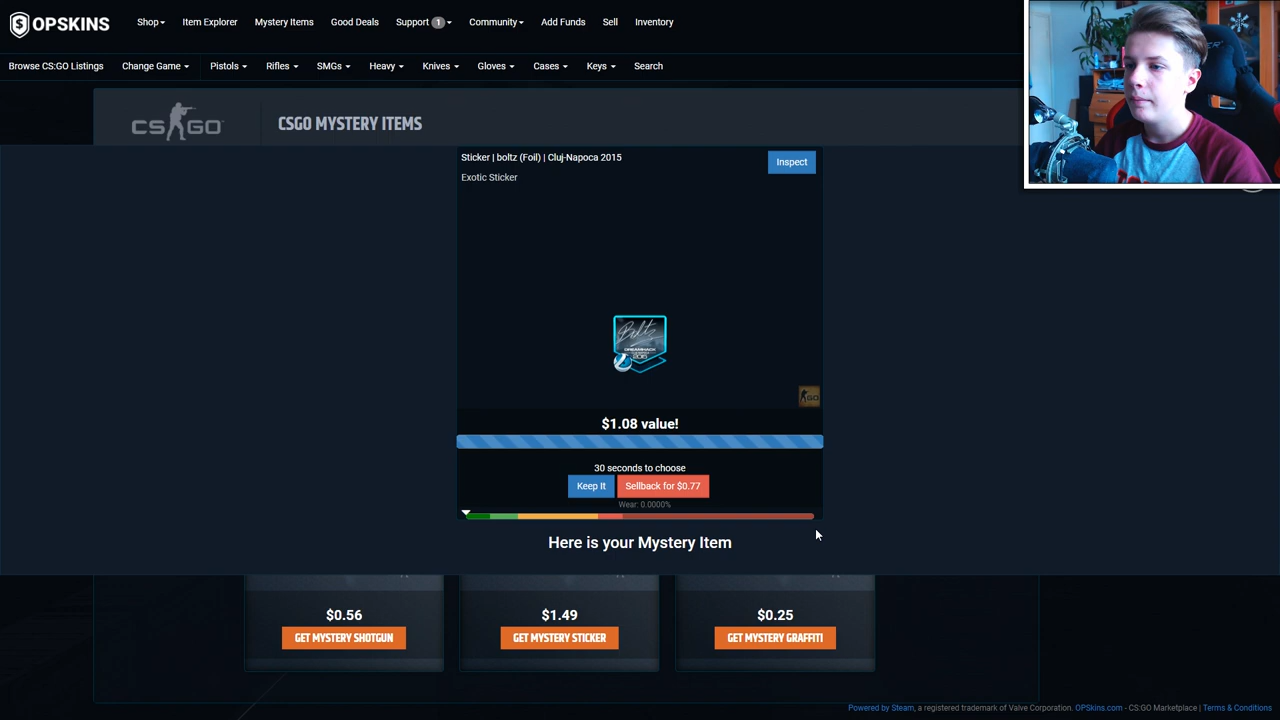 OPSKINS
Shop
Item Explorer
Mystery Items
Good Deals
Support 1
Community
Add Funds
Sell
Inventory
Browse CS:GO Listings
Change Game
Pistols
Rifles
SMGs
Heavy
Knives
Gloves
Cases
Keys
Search
CS GO
CSGO MYSTERY ITEMS
Sticker | boltz (Foil) | Cluj-Napoca 2015
Inspect
Exotic Sticker
$1.08 value!
30 seconds to choose
Keep It
Sellback for $0.77
Wear: 0.0000%
Here is your Mystery Item
$0.56
$1.49
$0.25
GET MYSTERY SHOTGUN
GET MYSTERY STICKER
GET MYSTERY GRAFFITI
Powered by Steam, a registered trademark of Valve Corporation. OPSkins.com - CS:GO Marketplace | Terms & Conditions